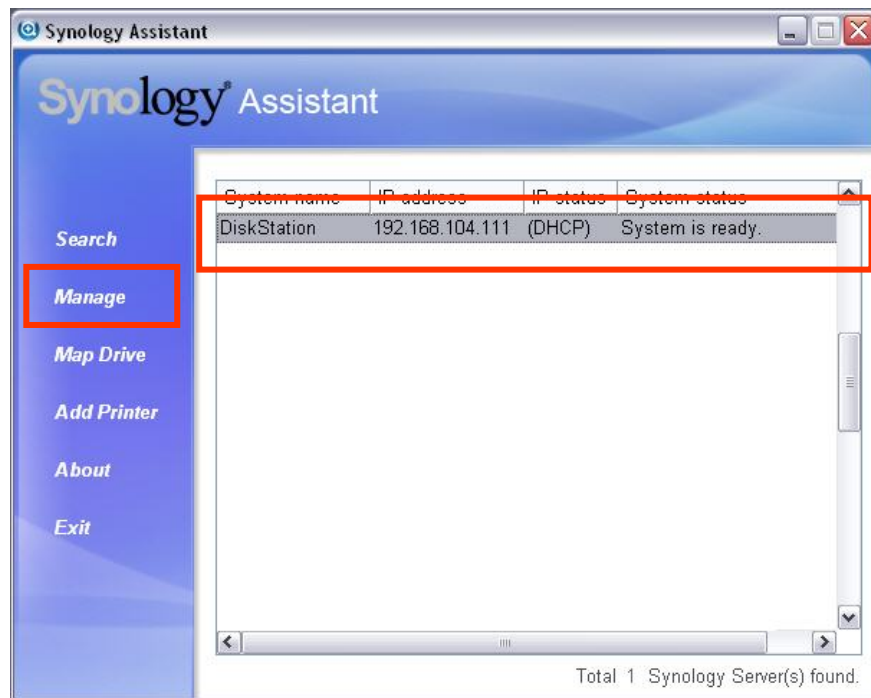 Synology Assistant
Synology® Assistant
System name IP address IP status System status
DiskStation 192.168.104.111 (DHCP) System is ready.
Search
Manage
Map Drive
Add Printer
About
Exit
Total 1 Synology Server(s) found.